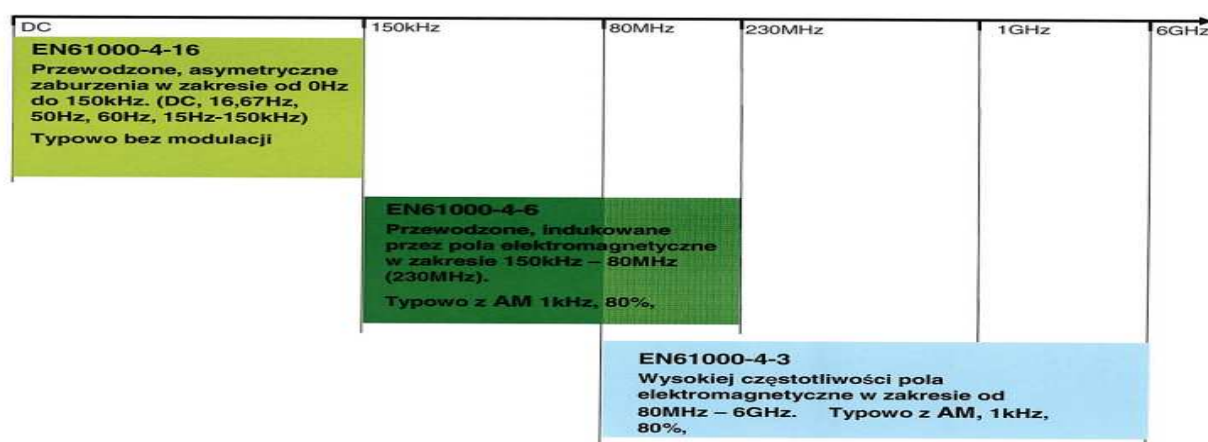 DC 150kHz 80MHz 230MHz 1GHz 6GHz
EN61000-4-16
Przewodzone, asymetryczne
zaburzenia w zakresie od 0Hz
do 150kHz. (DC, 16,67Hz,
50Hz, 60Hz, 15Hz-150kHz)
Typowo bez modulacji
EN61000-4-6
Przewodzone, indukowane
przez pola elektromagnetyczne
w zakresie 150kHz – 80MHz
(230MHz).
Typowo z AM 1kHz, 80%,
EN61000-4-3
Wysokiej częstotliwości pola
elektromagnetyczne w zakresie od
80MHz – 6GHz. Typowo z AM, 1kHz,
80%,